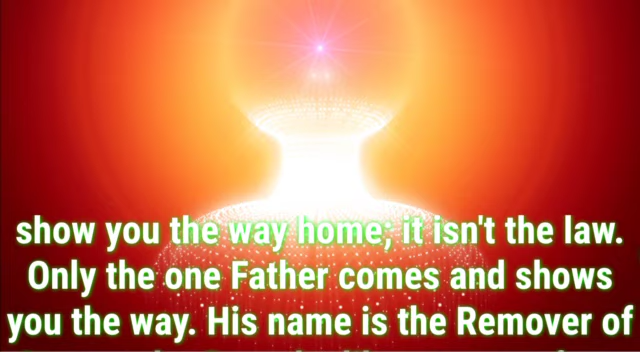 show you the way home; it isn't the law.
Only the one Father comes and shows
you the way. His name is the Remover of